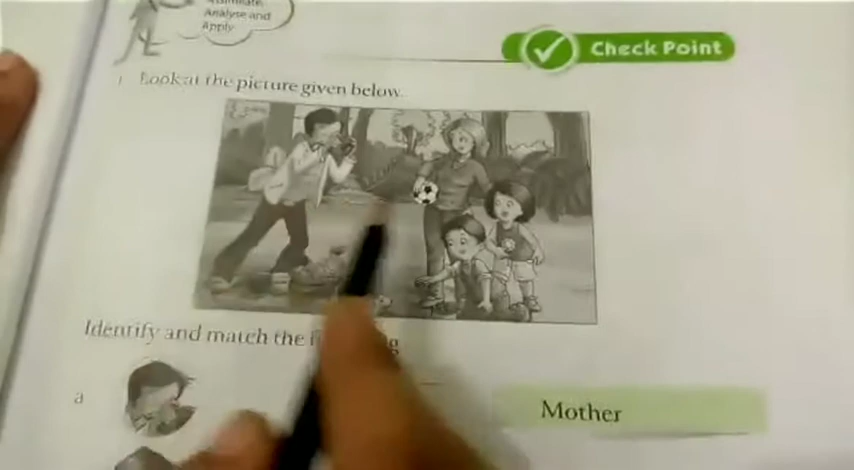 Analyse and
Apply
Check Point
Look at the picture given below.
Identify and match the
a
Mother